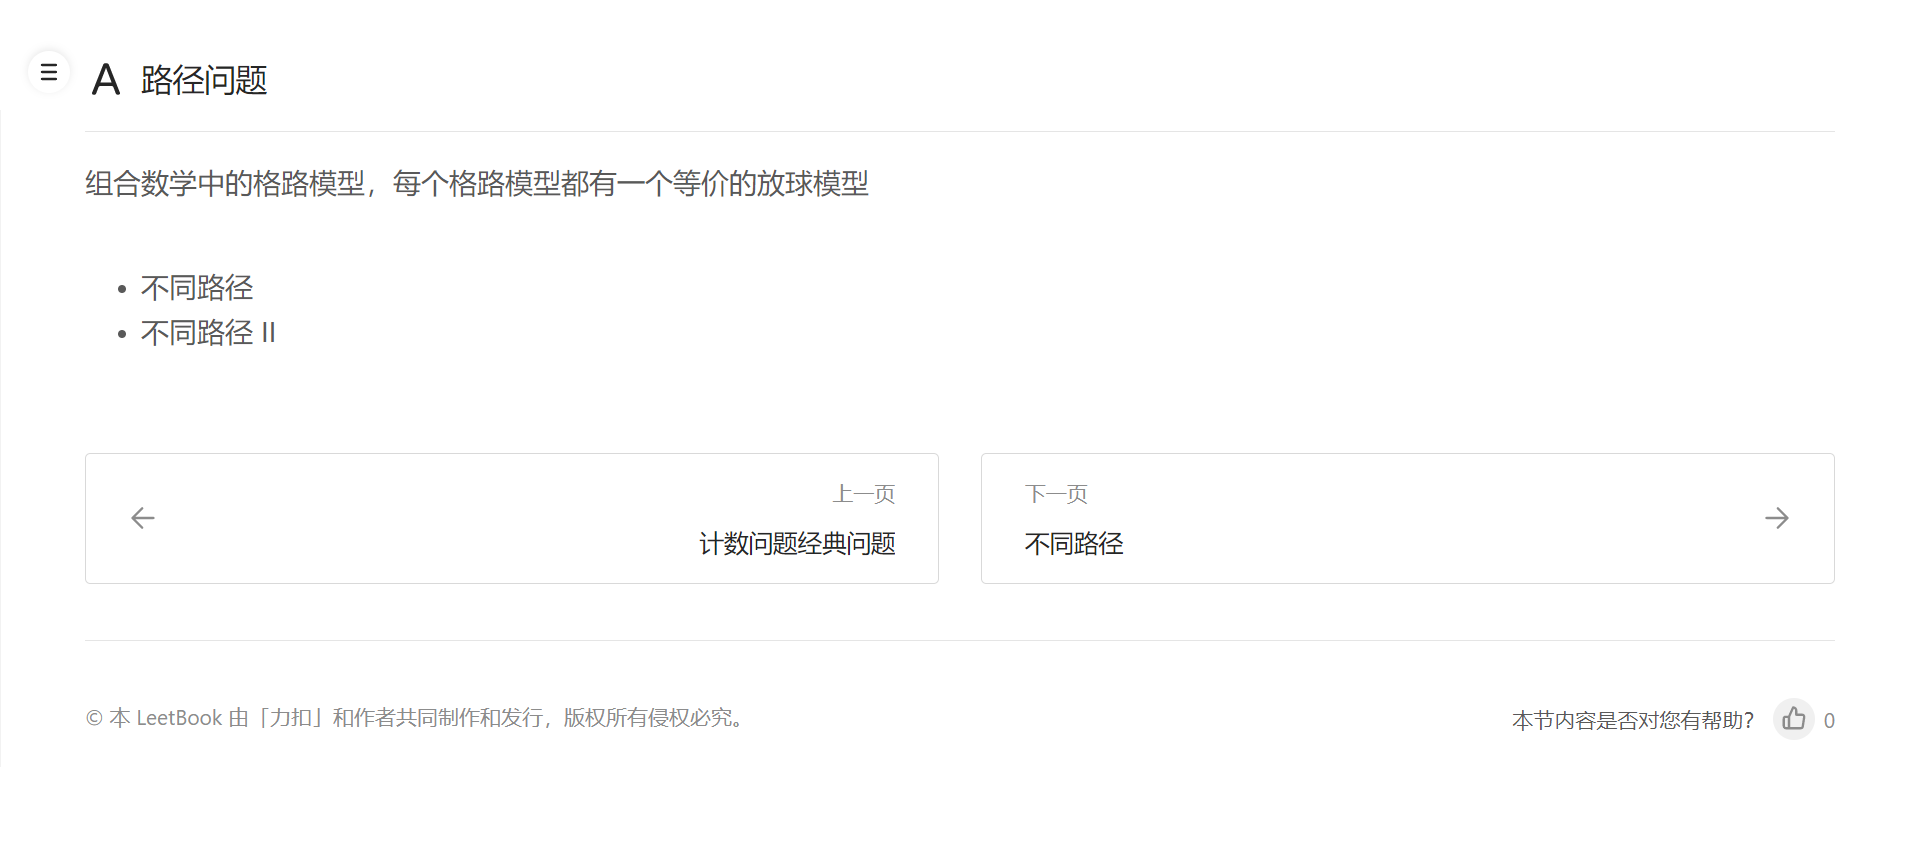 A 路径问题
组合数学中的格路模型，每个格路模型都有一个等价的放球模型
• 不同路径
• 不同路径 II
上一页
计数问题经典问题
下一页
不同路径
© 本 LeetBook 由「力扣」和作者共同制作和发行，版权所有侵权必究。
本节内容是否对您有帮助？ 0